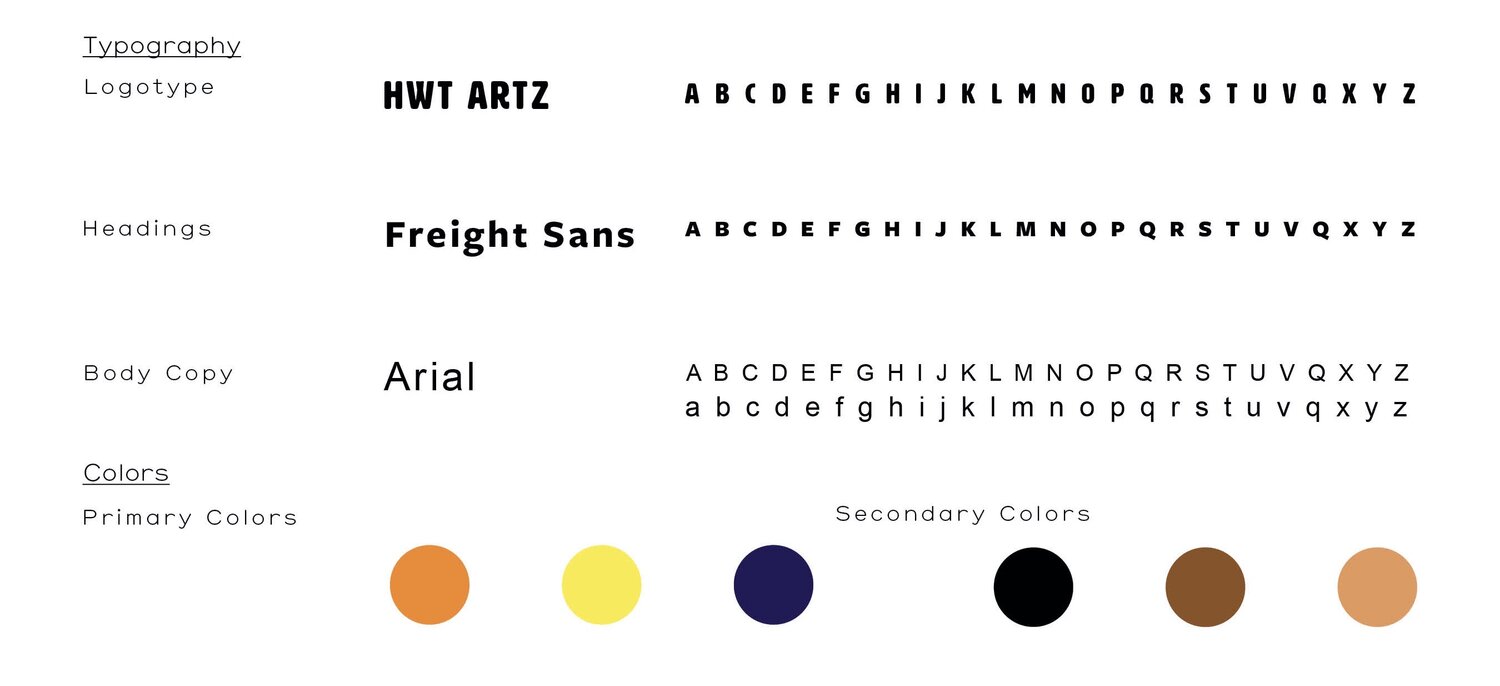 Typography
Logotype
HWT ARTZ
A B C D E F G H I J K L M N O P Q R S T U V Q X Y Z
Headings
Freight Sans
A B C D E F G H I J K L M N O P Q R S T U V Q X Y Z
Body Copy
Arial
A B C D E F G H I J K L M N O P Q R S T U V Q X Y Z
a b c d e f g h i j k l m n o p q r s t u v q x y z
Colors
Primary Colors
Secondary Colors